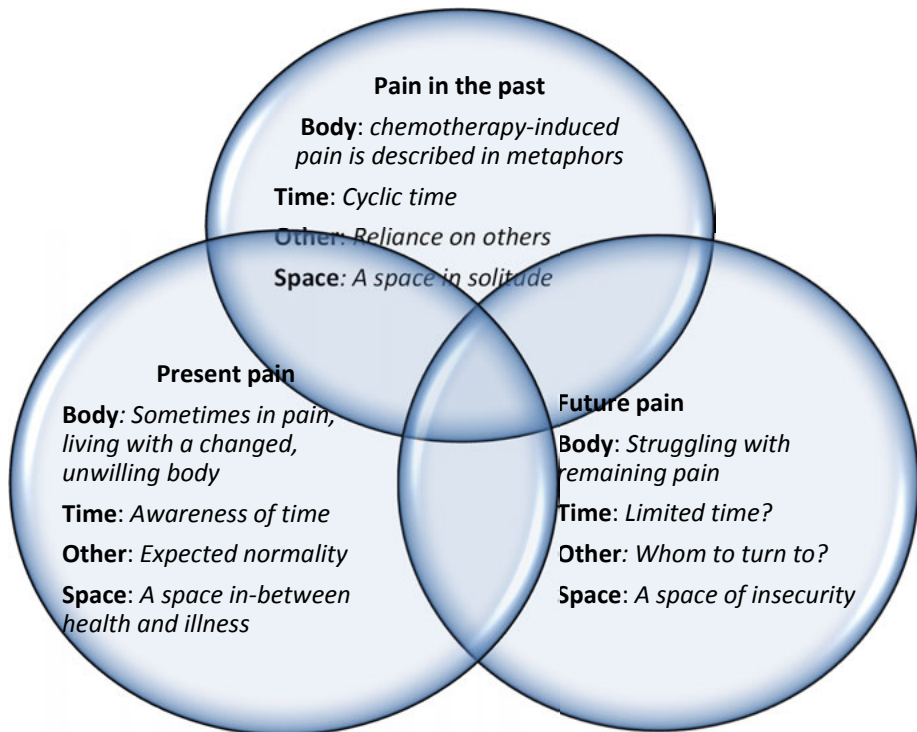 Pain in the past
Body: chemotherapy-induced
pain is described in metaphors
Time: Cyclic time
Other: Reliance on others
Space: A space in solitude
Present pain
Body: Sometimes in pain,
living with a changed,
unwilling body
Time: Awareness of time
Other: Expected normality
Space: A space in-between
health and illness
Future pain
Body: Struggling with
remaining pain
Time: Limited time?
Other: Whom to turn to?
Space: A space of insecurity